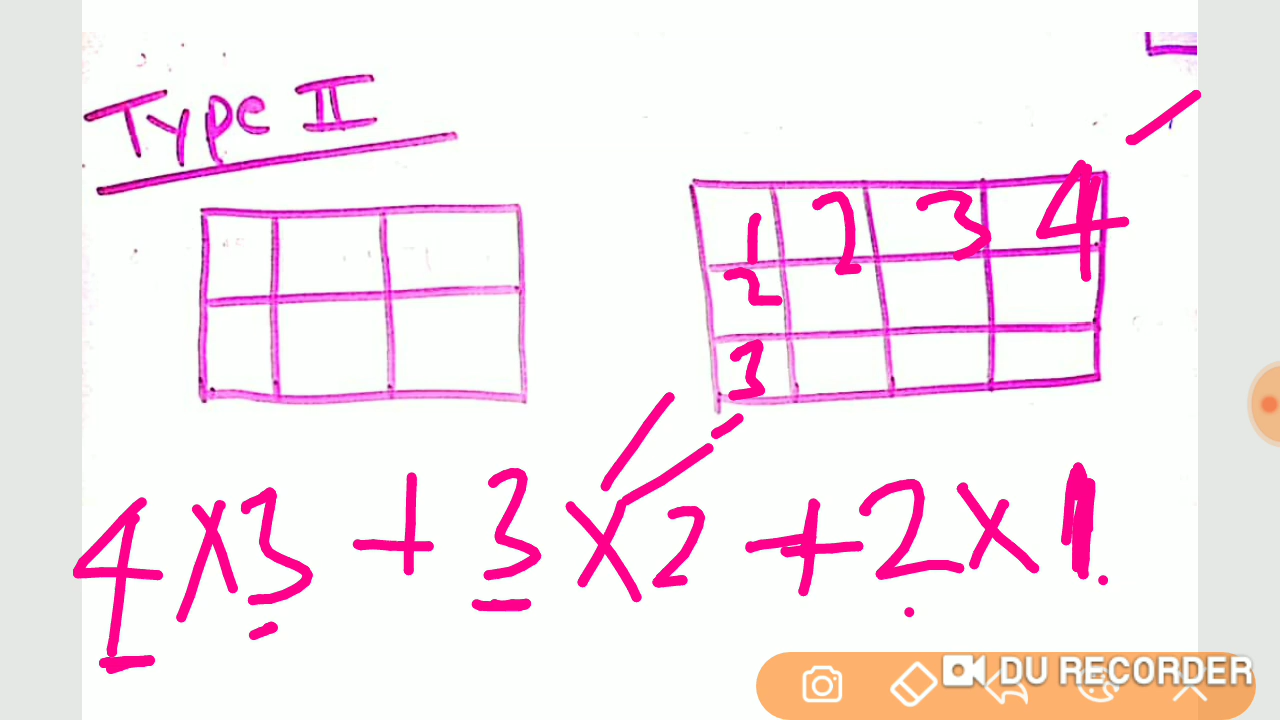 Type II
1 2 3 4
2
3
4 x 3 + 3 x 2 + 2 x 1
DU RECORDER